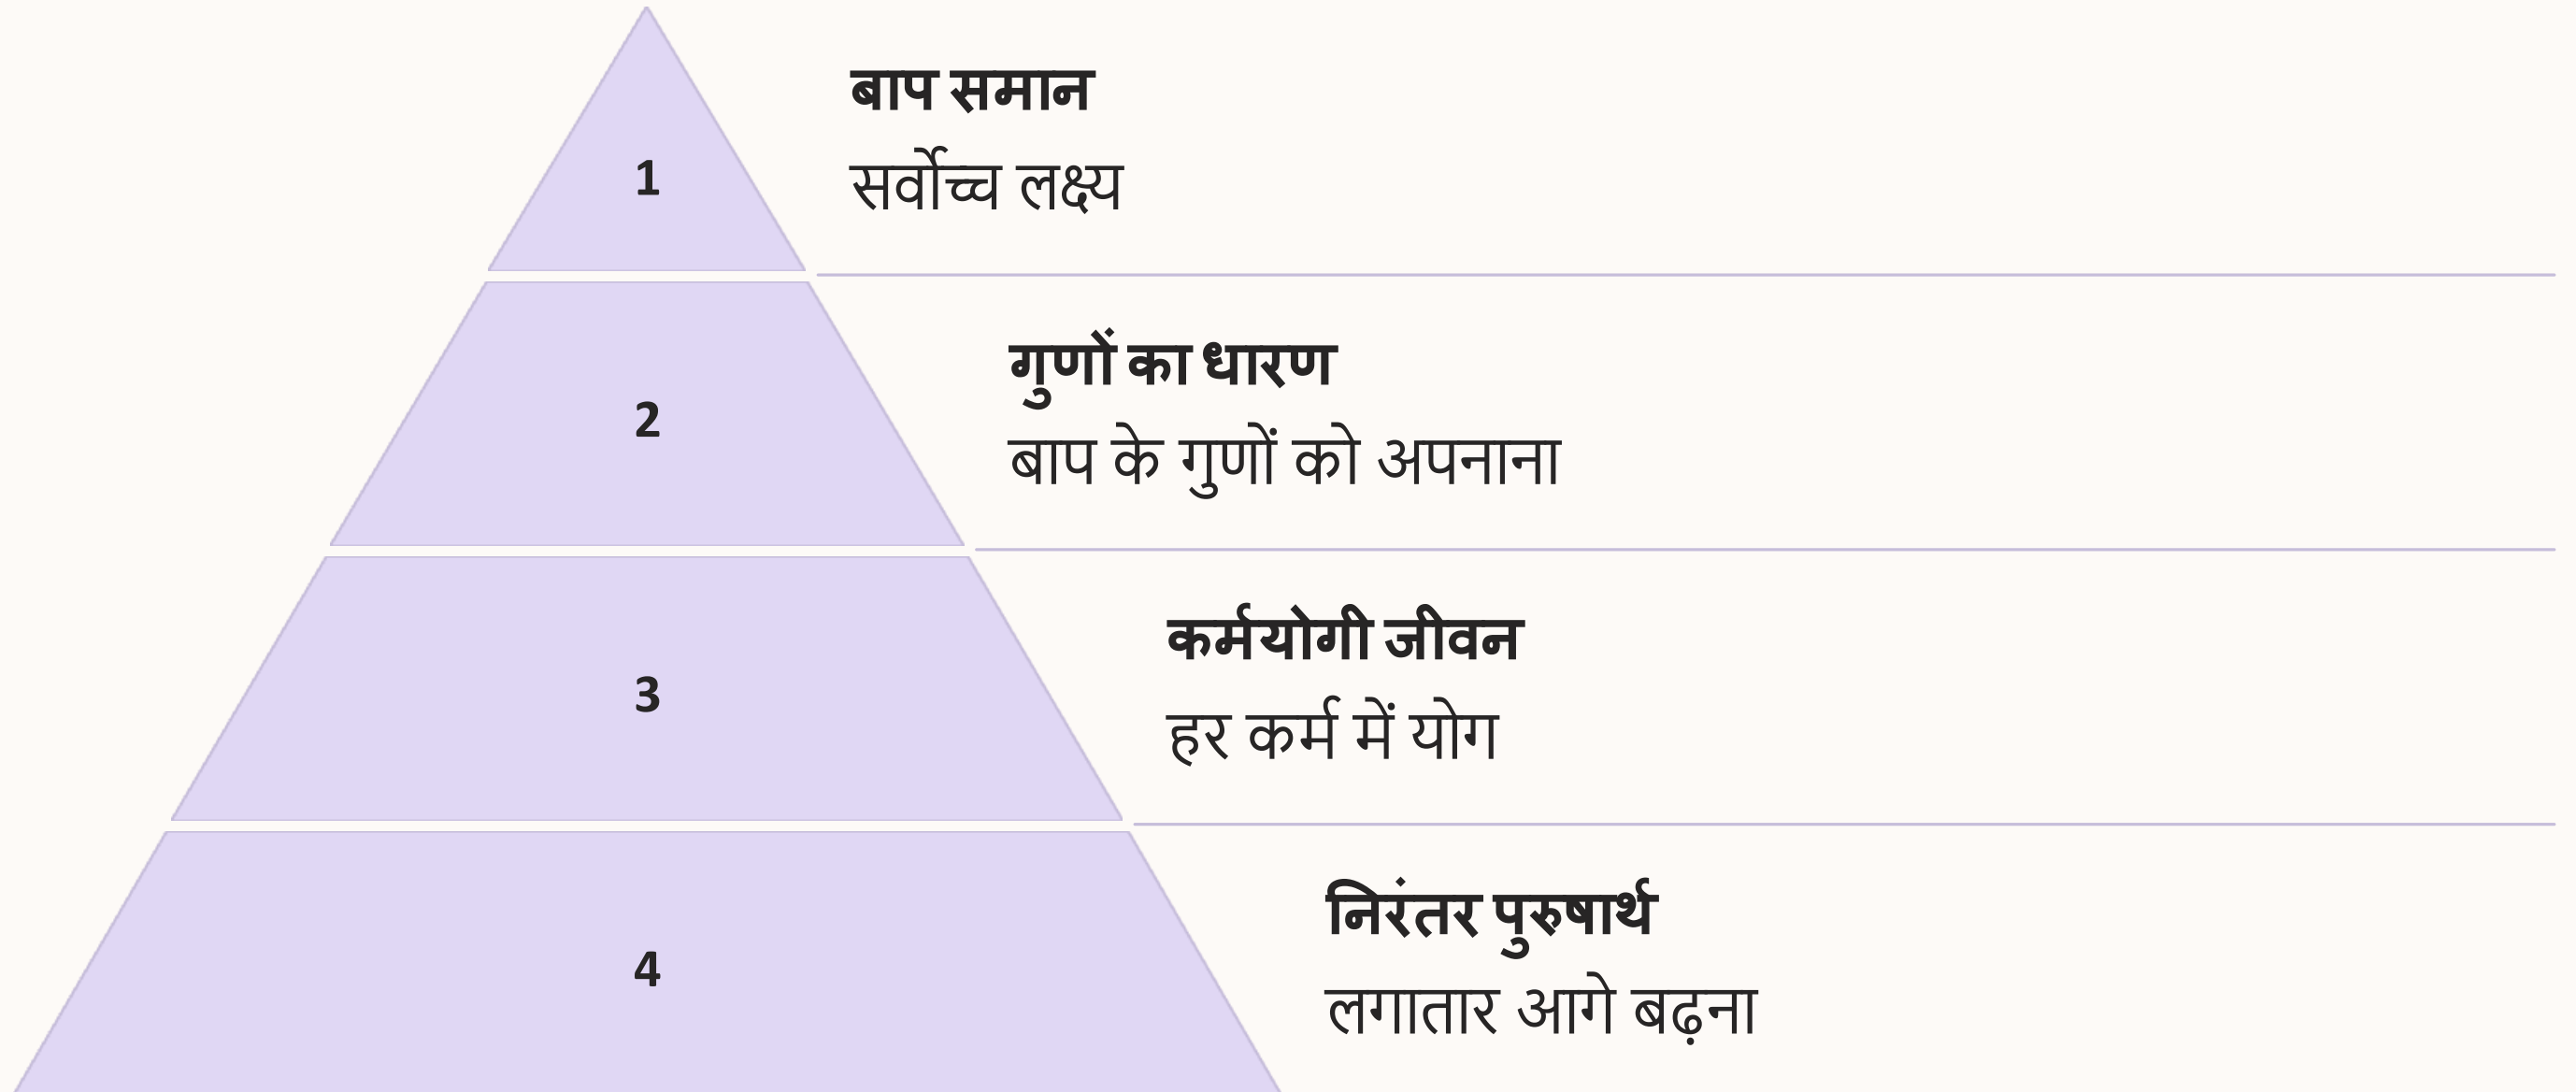 1
बाप समान
सर्वोच्च लक्ष्य
2
गुणों का धारण
बाप के गुणों को अपनाना
3
कर्मयोगी जीवन
हर कर्म में योग
4
निरंतर पुरुषार्थ
लगातार आगे बढ़ना